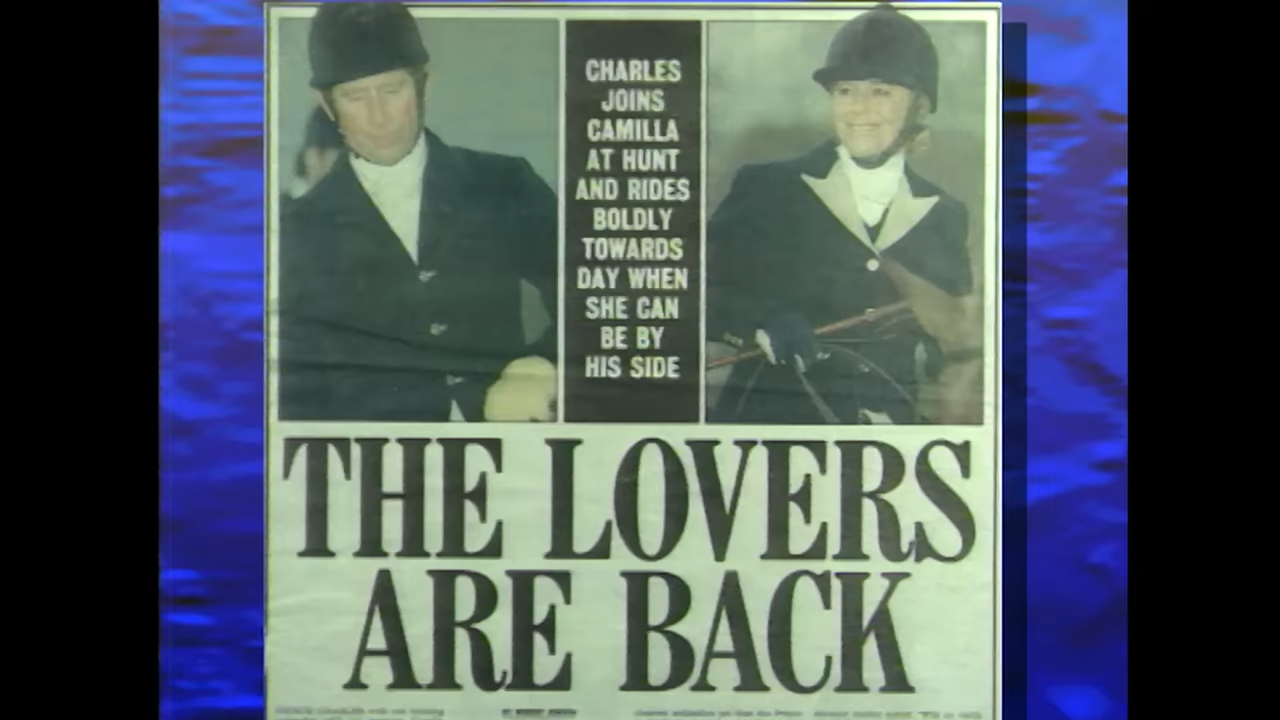 CHARLES
JOINS
CAMILLA
AT HUNT
AND RIDES
BOLDLY
TOWARDS
DAY WHEN
SHE CAN
BE BY
HIS SIDE
THE LOVERS
ARE BACK